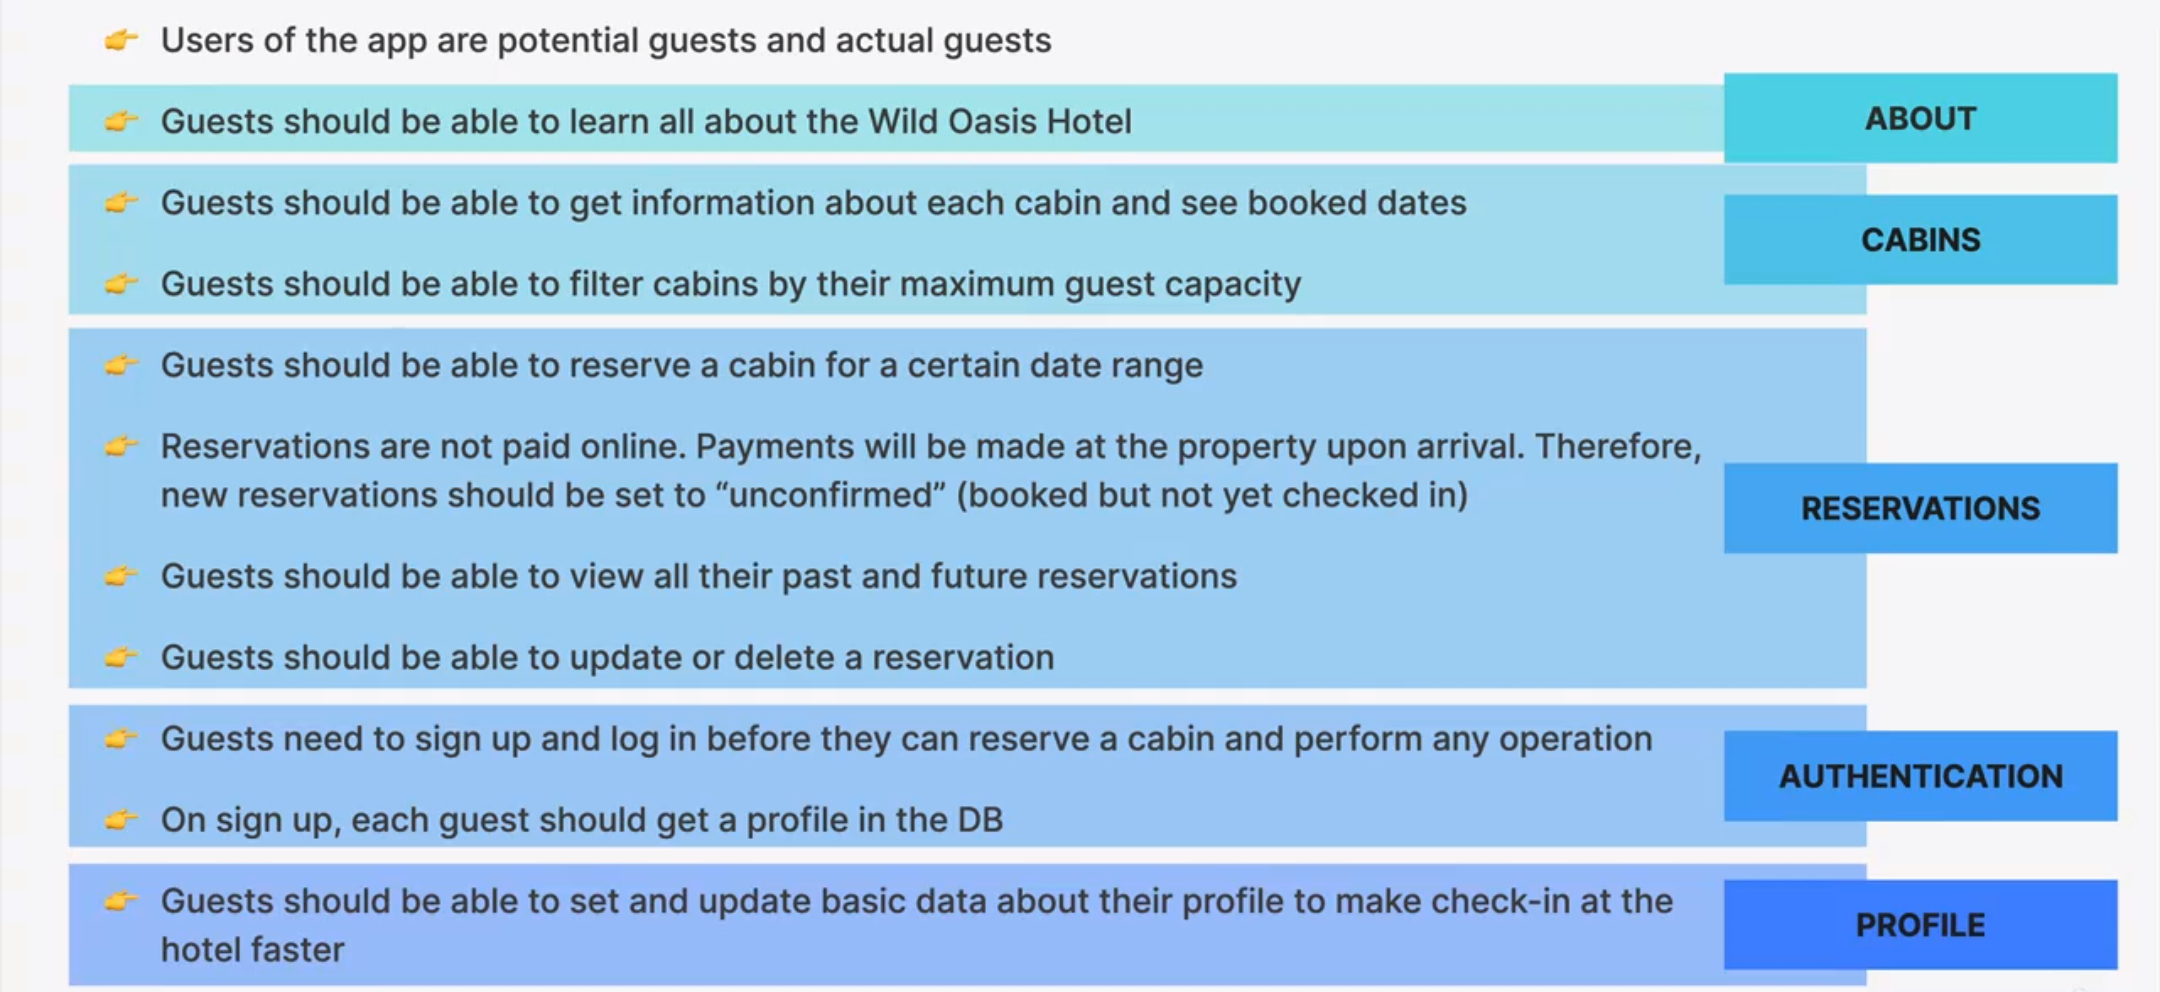 👉 Users of the app are potential guests and actual guests
👉 Guests should be able to learn all about the Wild Oasis Hotel
ABOUT
👉 Guests should be able to get information about each cabin and see booked dates
CABINS
👉 Guests should be able to filter cabins by their maximum guest capacity
👉 Guests should be able to reserve a cabin for a certain date range
👉 Reservations are not paid online. Payments will be made at the property upon arrival. Therefore,
new reservations should be set to “unconfirmed” (booked but not yet checked in)
RESERVATIONS
👉 Guests should be able to view all their past and future reservations
👉 Guests should be able to update or delete a reservation
👉 Guests need to sign up and log in before they can reserve a cabin and perform any operation
AUTHENTICATION
👉 On sign up, each guest should get a profile in the DB
👉 Guests should be able to set and update basic data about their profile to make check-in at the
hotel faster
PROFILE